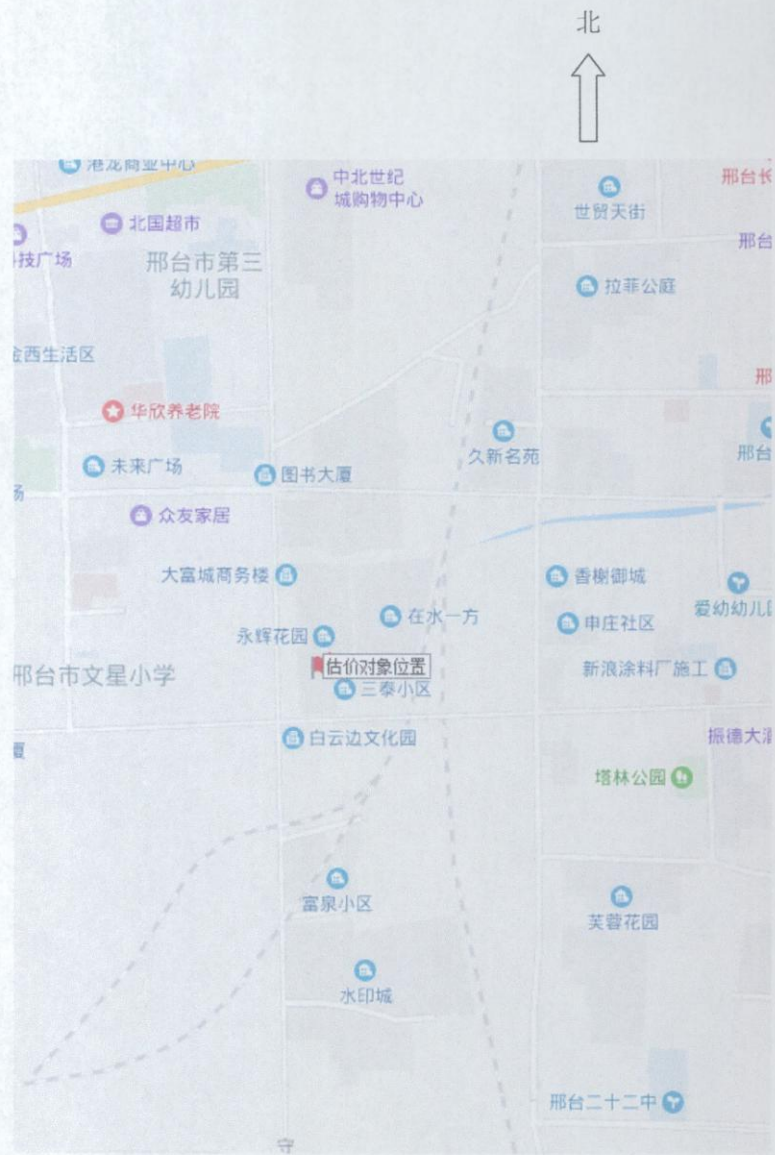 北
港龙商业中心
中北世纪
城购物中心
世贸天街
邢台长
北国超市
技广场
邢台市第三
幼儿园
邢台
拉菲公庭
金西生活区
邢
华欣养老院
久新名苑
邢台
未来广场
图书大厦
场
众友家居
大富城商务楼
香榭御城
爱幼幼儿园
在水一方
申庄社区
永辉花园
估价对象位置
邢台市文星小学
新浪涂料厂施工
三泰小区
白云边文化园
振德大酒
厦
塔林公园
富泉小区
芙蓉花园
水印城
邢台二十二中
守